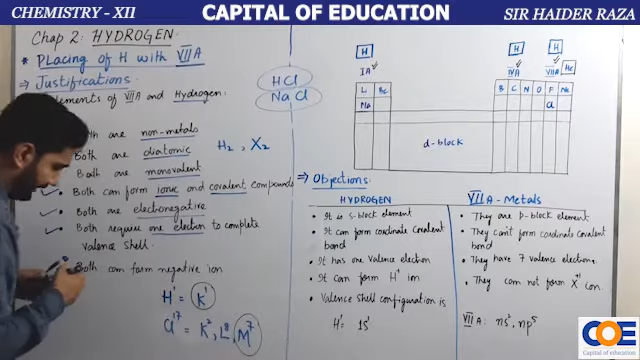 CHEMISTRY - XII
CAPITAL OF EDUCATION
SIR HAIDER RAZA
Chap 2: HYDROGEN
* PLACING OF H WITH VIIA
⇒ Justifications
Elements of VIIA and Hydrogen:
Both are non-metals
Both are diatomic
H2, X2
Both are monovalent
Both can form ionic and covalent compounds
Both are electronegative
Both require one electron to complete
valence shell.
Both can form negative ion
H¹ = K¹
Cl¹⁷ = K², L⁸, M⁷
HCl
NaCl
H
H
H
IA
IVA
VIIA
He
L
Be
B
C
N
O
F
Ne
Na
Cl
d-block
⇒ Objections
HYDROGEN
• It is S-block element
• It can form coordinate covalent
bond
• It has one valence electron
• It can form H⁺ ion
• Valence shell configuration is
H¹ = 1S¹
VIIA - Metals
• They are P-block element
• They can't form coordinate covalent
bond
• They have 7 valence electrons
• They can not form X⁺¹ ion.
VIIA: nS², nP⁵
COE
CAPITAL OF EDUCATION